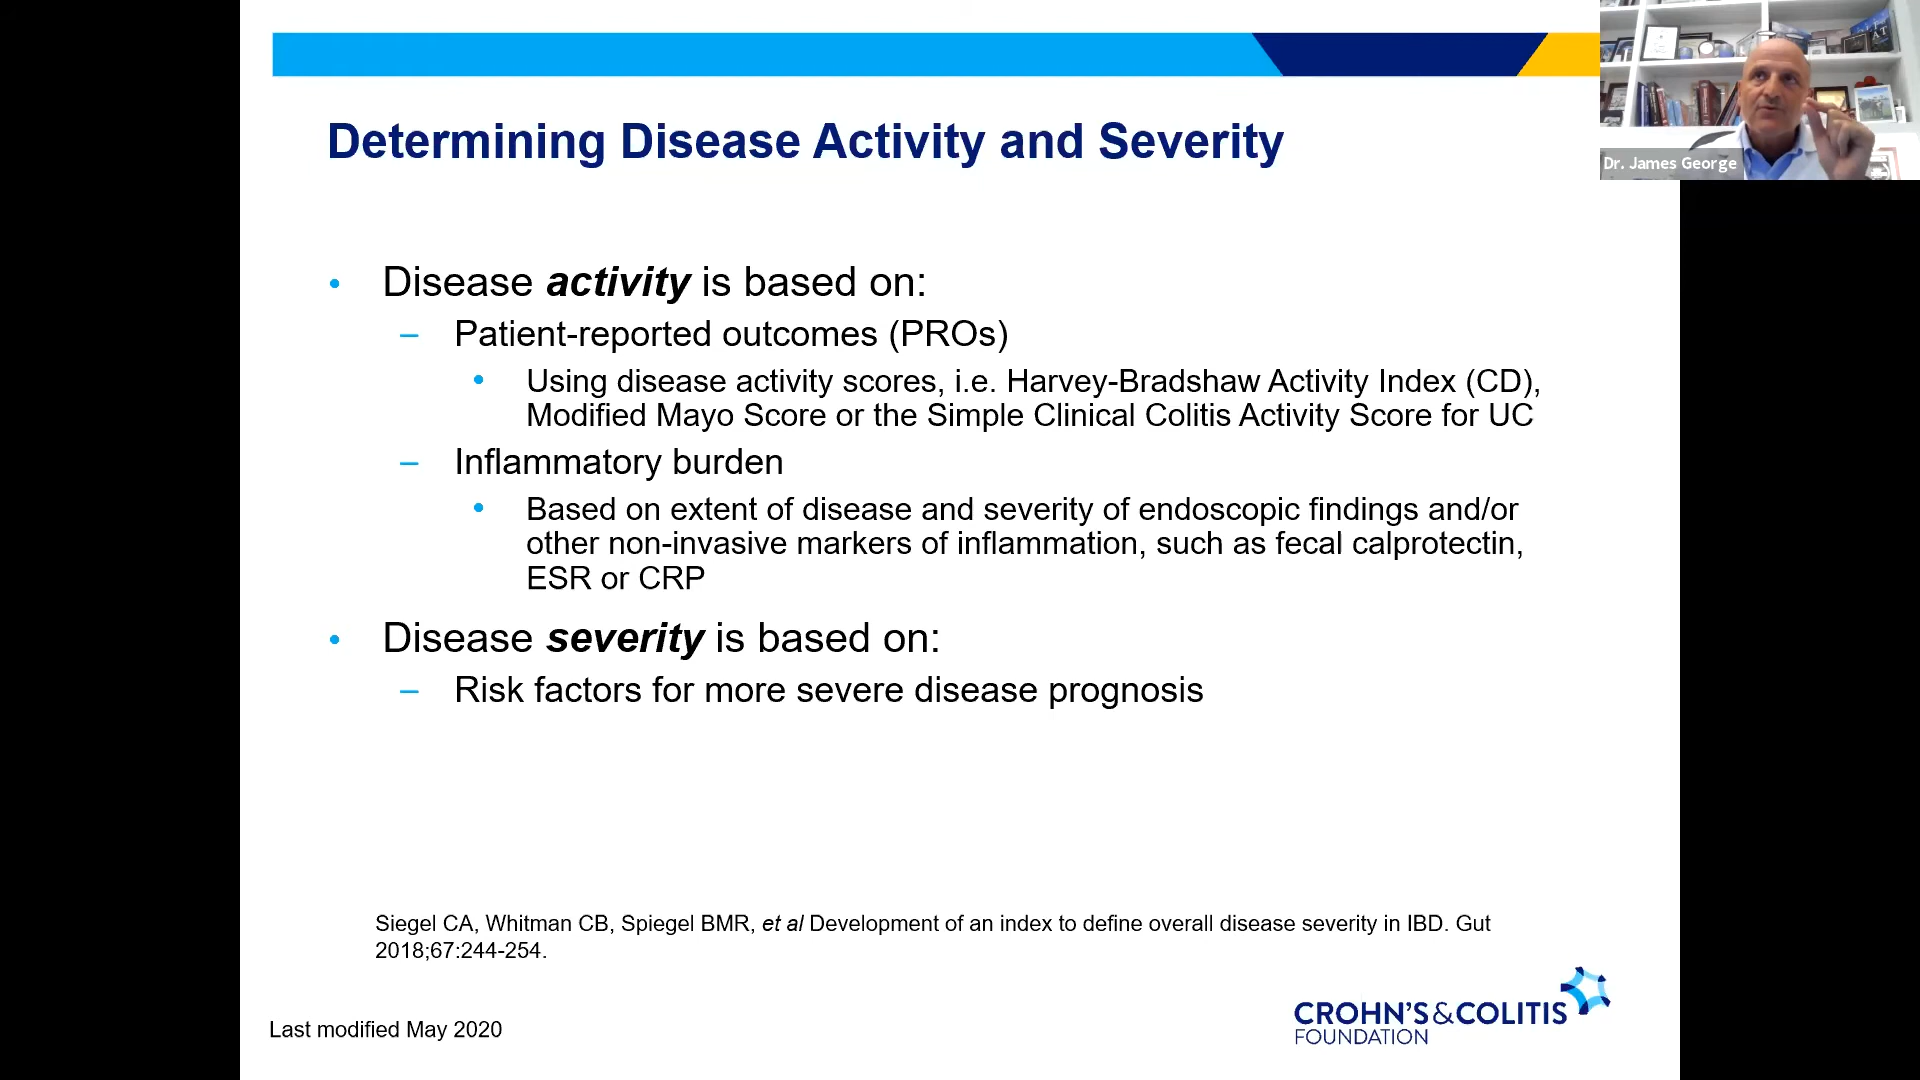 Determining Disease Activity and Severity
Dr. James George
• Disease activity is based on:
– Patient-reported outcomes (PROs)
• Using disease activity scores, i.e. Harvey-Bradshaw Activity Index (CD),
Modified Mayo Score or the Simple Clinical Colitis Activity Score for UC
– Inflammatory burden
• Based on extent of disease and severity of endoscopic findings and/or
other non-invasive markers of inflammation, such as fecal calprotectin,
ESR or CRP
• Disease severity is based on:
– Risk factors for more severe disease prognosis
Siegel CA, Whitman CB, Spiegel BMR, et al Development of an index to define overall disease severity in IBD. Gut
2018;67:244-254.
Last modified May 2020
CROHN'S&COLITIS
FOUNDATION